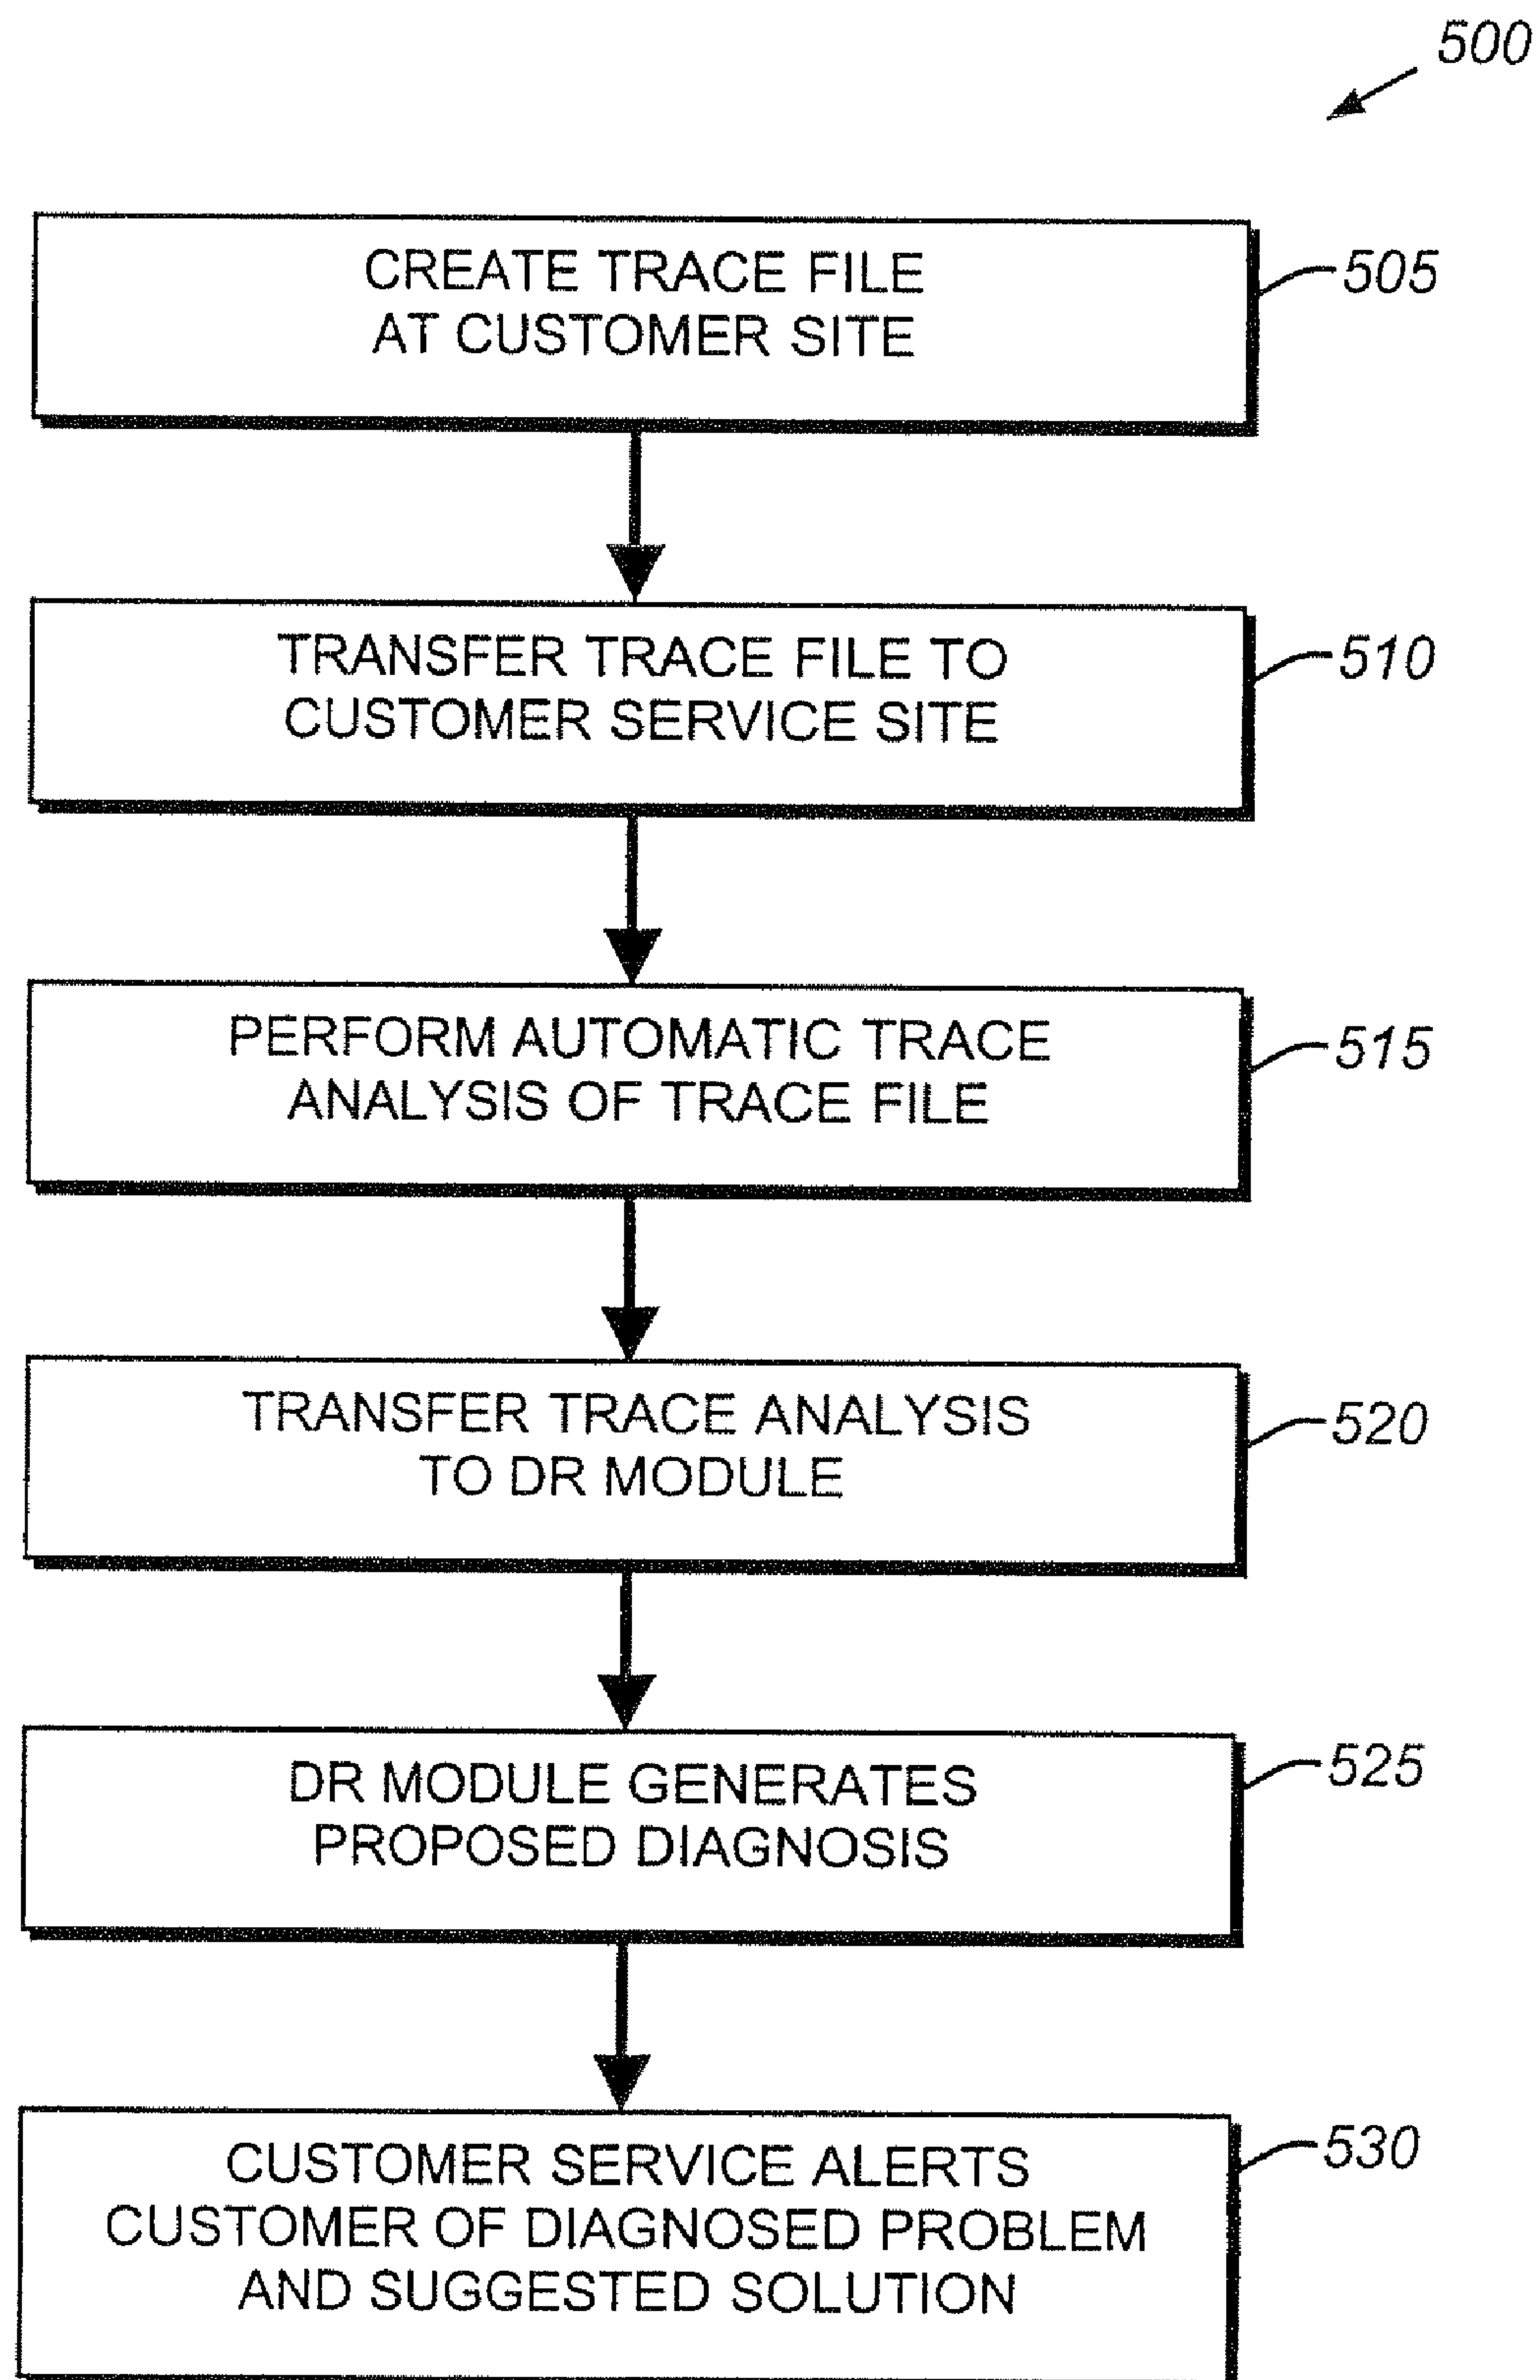 500
CREATE TRACE FILE
AT CUSTOMER SITE
505
TRANSFER TRACE FILE TO
CUSTOMER SERVICE SITE
510
PERFORM AUTOMATIC TRACE
ANALYSIS OF TRACE FILE
515
TRANSFER TRACE ANALYSIS
TO DR MODULE
520
DR MODULE GENERATES
PROPOSED DIAGNOSIS
525
CUSTOMER SERVICE ALERTS
CUSTOMER OF DIAGNOSED PROBLEM
AND SUGGESTED SOLUTION
530